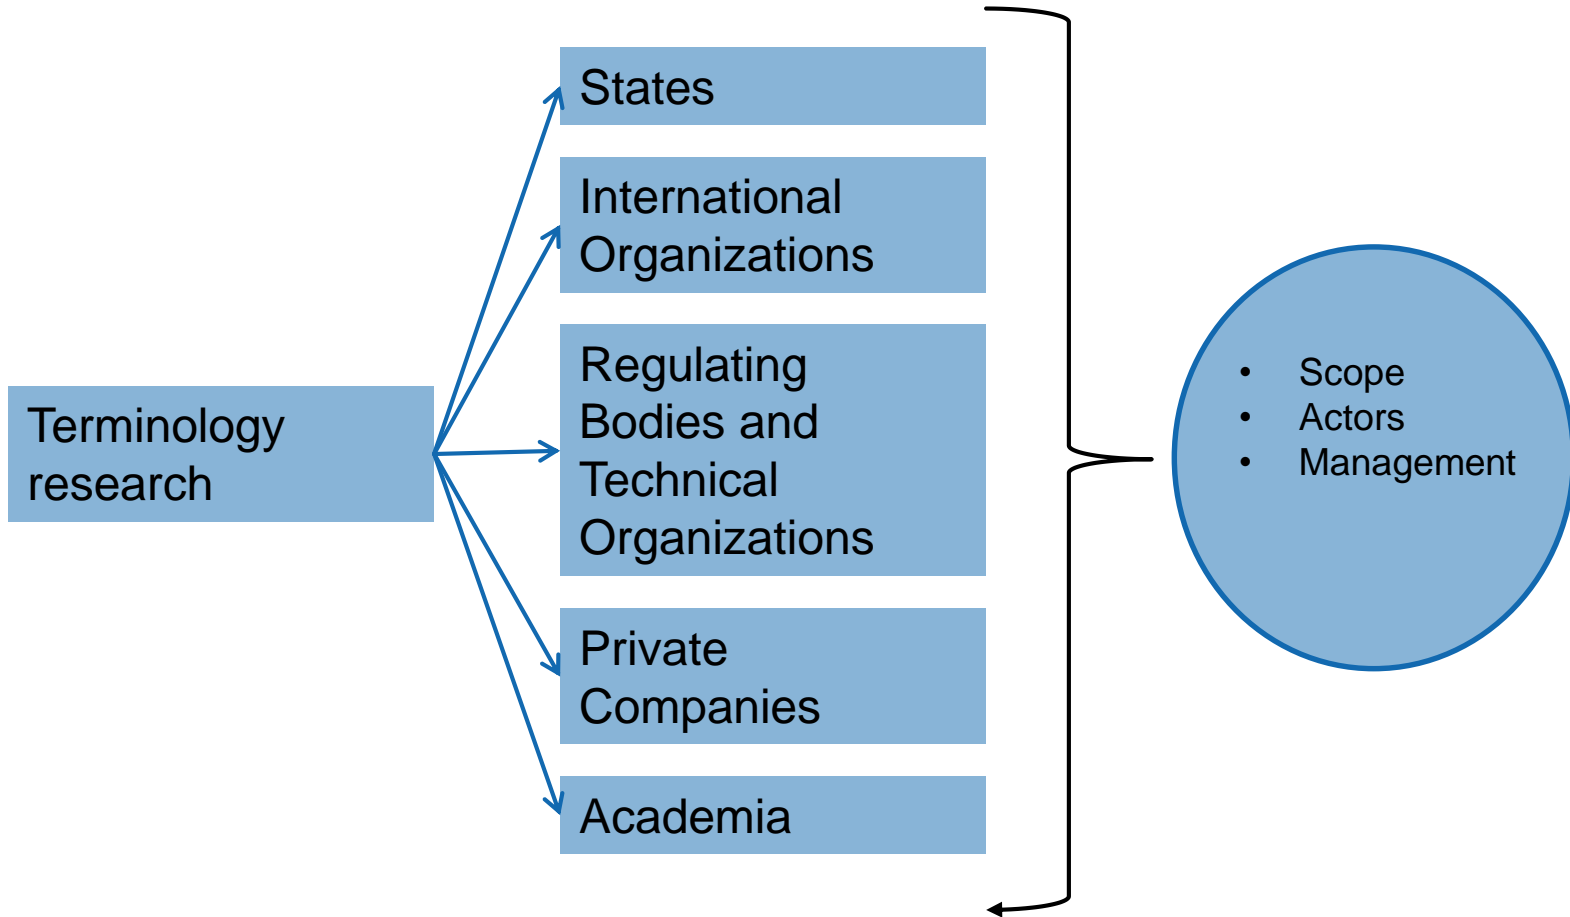 Terminology
research
States
International
Organizations
Regulating
Bodies and
Technical
Organizations
Private
Companies
Academia
• Scope
• Actors
• Management